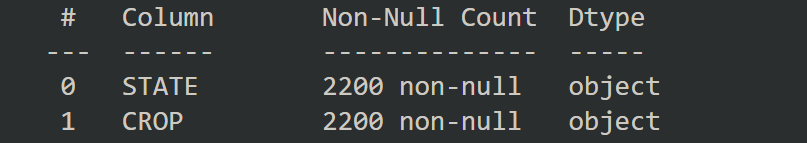 # Column Non-Null Count Dtype
--- ------ -------------- -----
0 STATE 2200 non-null object
1 CROP 2200 non-null object